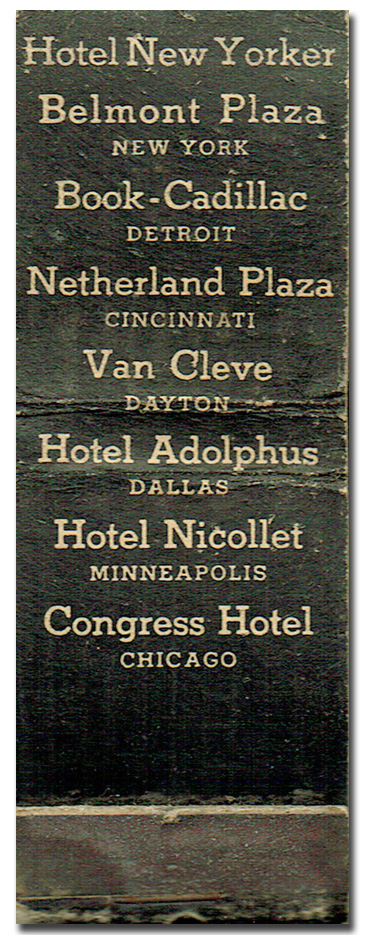 Hotel New Yorker
Belmont Plaza
NEW YORK
Book-Cadillac
DETROIT
Netherland Plaza
CINCINNATI
Van Cleve
DAYTON
Hotel Adolphus
DALLAS
Hotel Nicollet
MINNEAPOLIS
Congress Hotel
CHICAGO